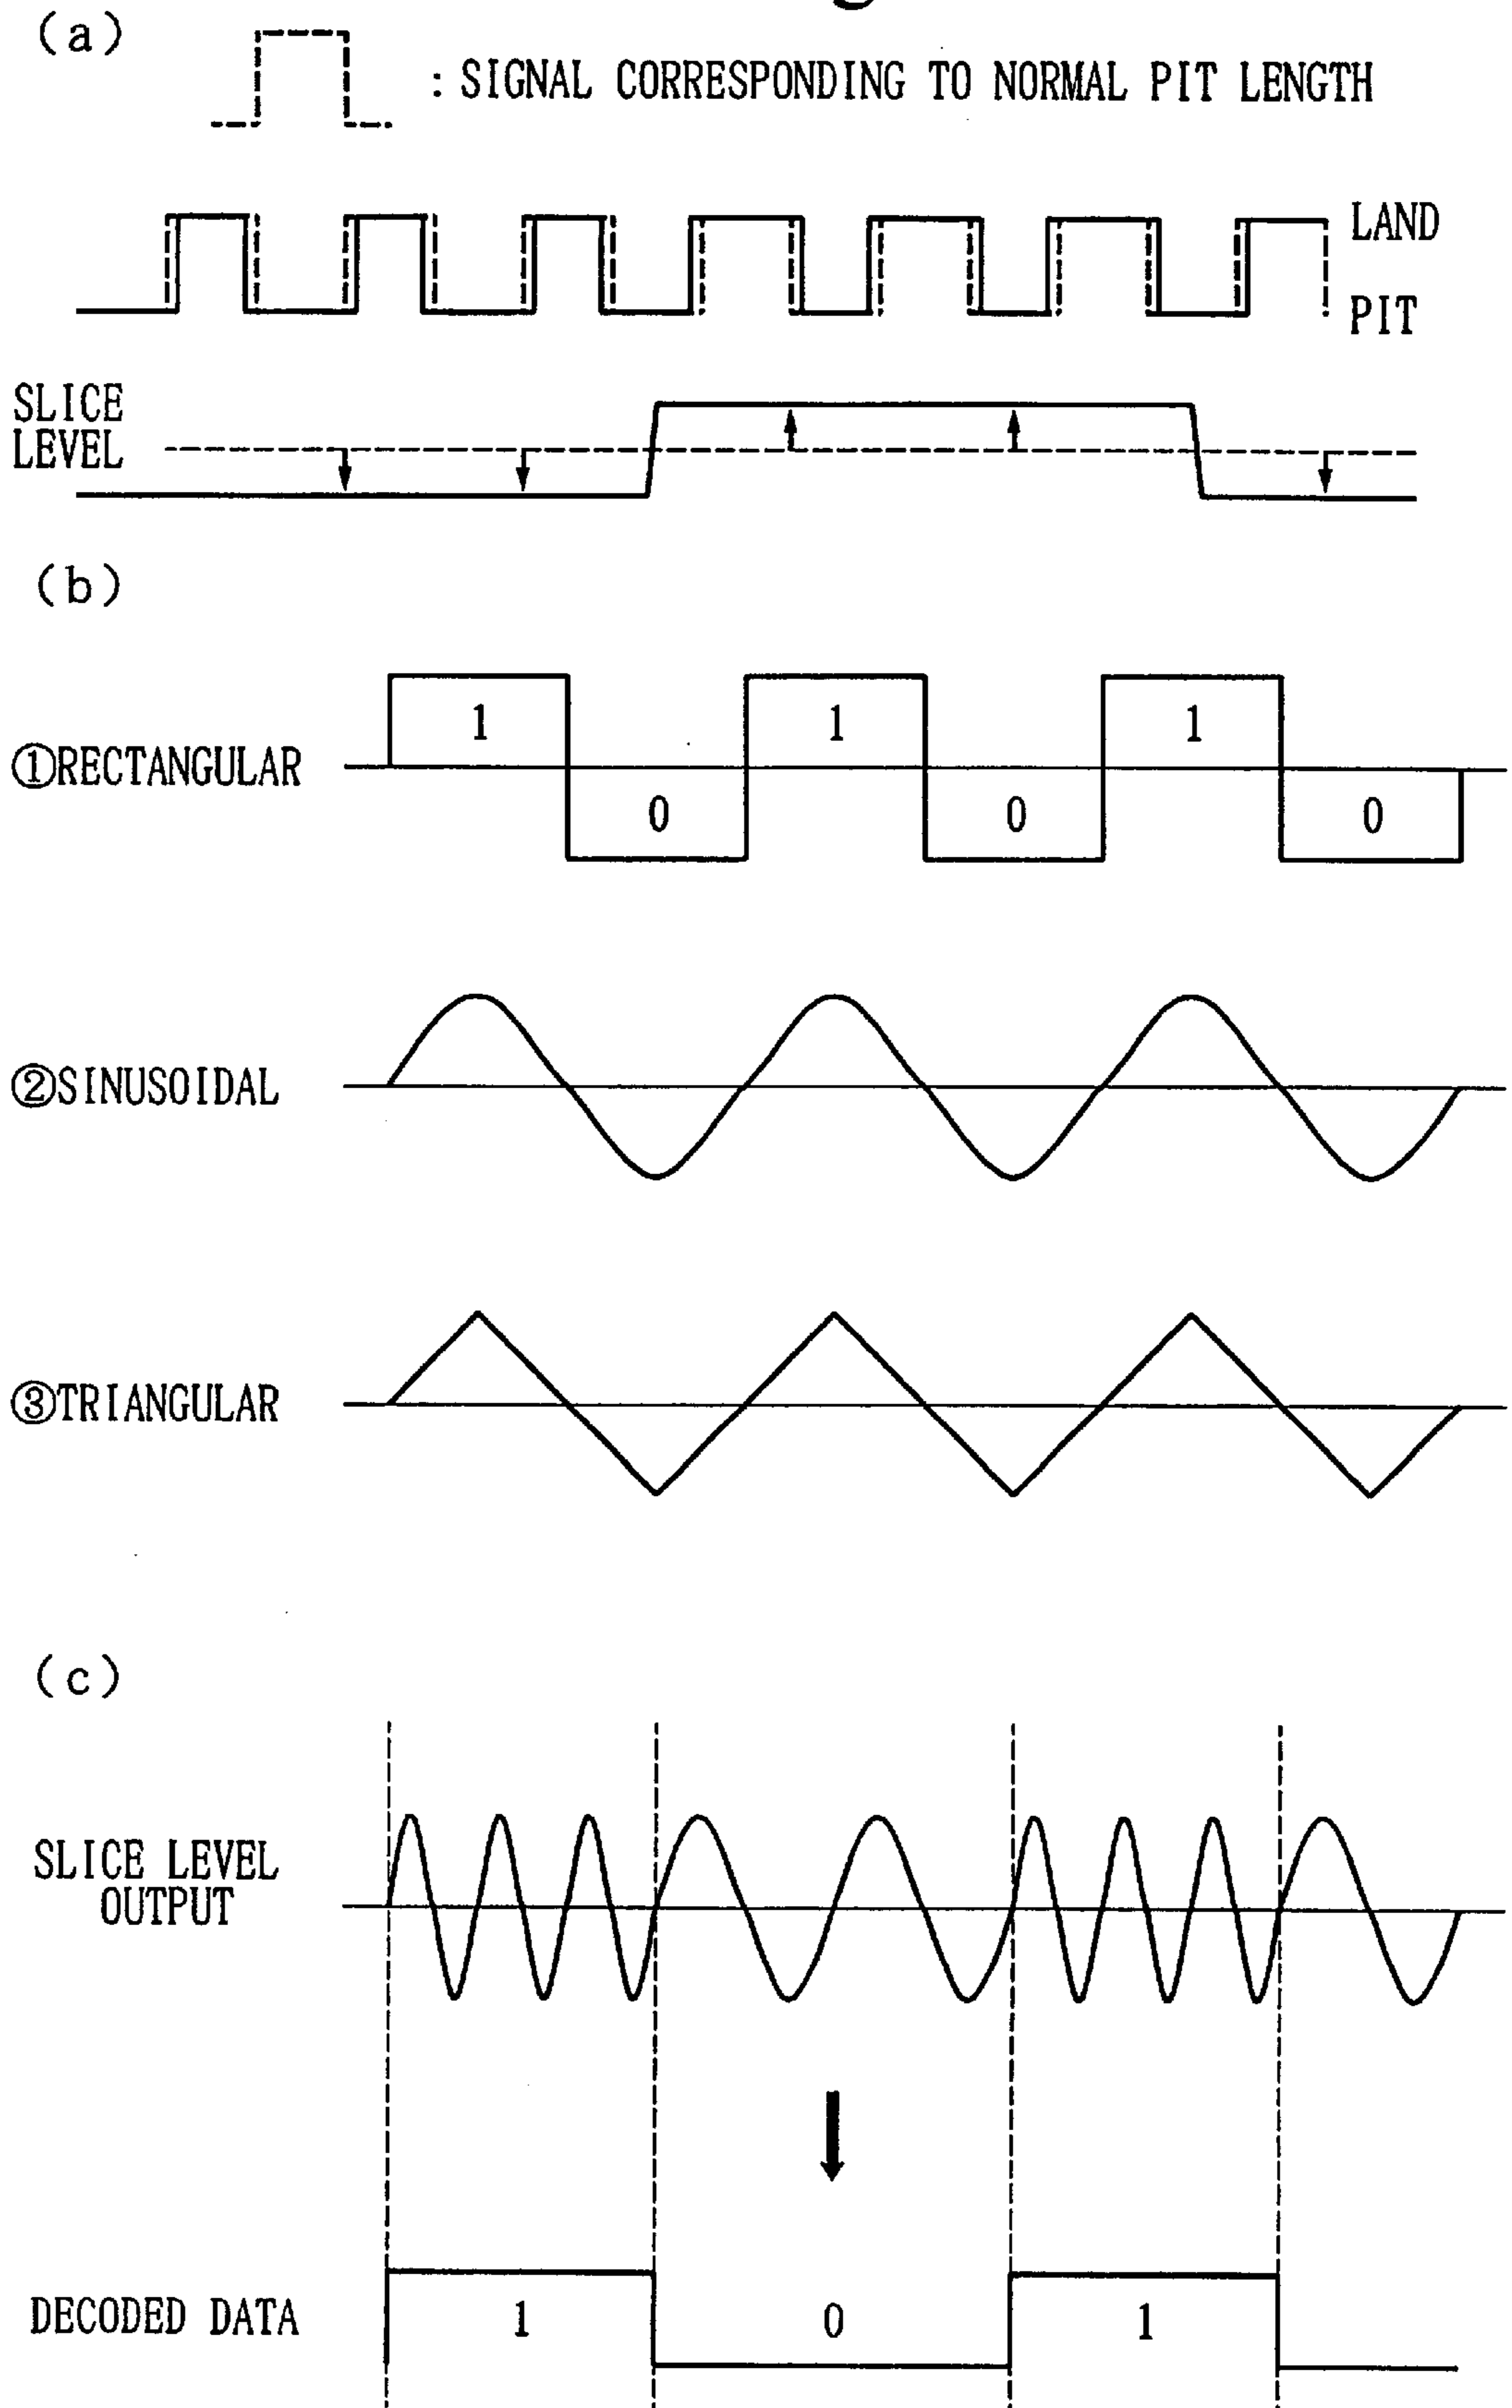 (a)
: SIGNAL CORRESPONDING TO NORMAL PIT LENGTH
LAND
PIT
SLICE
LEVEL
(b)
1 1 1
①RECTANGULAR
0 0 0
②SINUSOIDAL
③TRIANGULAR
(c)
SLICE LEVEL
OUTPUT
DECODED DATA 1 0 1